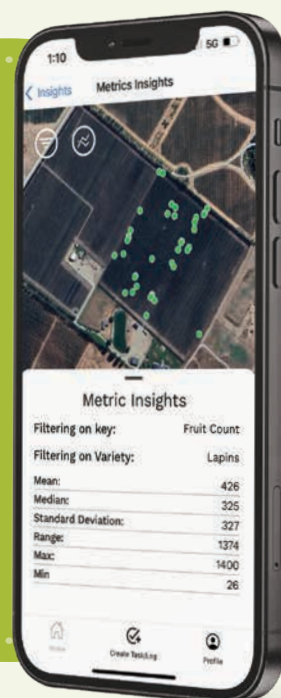 1:10
5G
Insights
Metrics Insights
Metric Insights
Filtering on key: Fruit Count
Filtering on Variety: Lapins
Mean: 426
Median: 325
Standard Deviation: 327
Range: 1374
Max: 1400
Min 26
Home
Create Task/Log
Profile